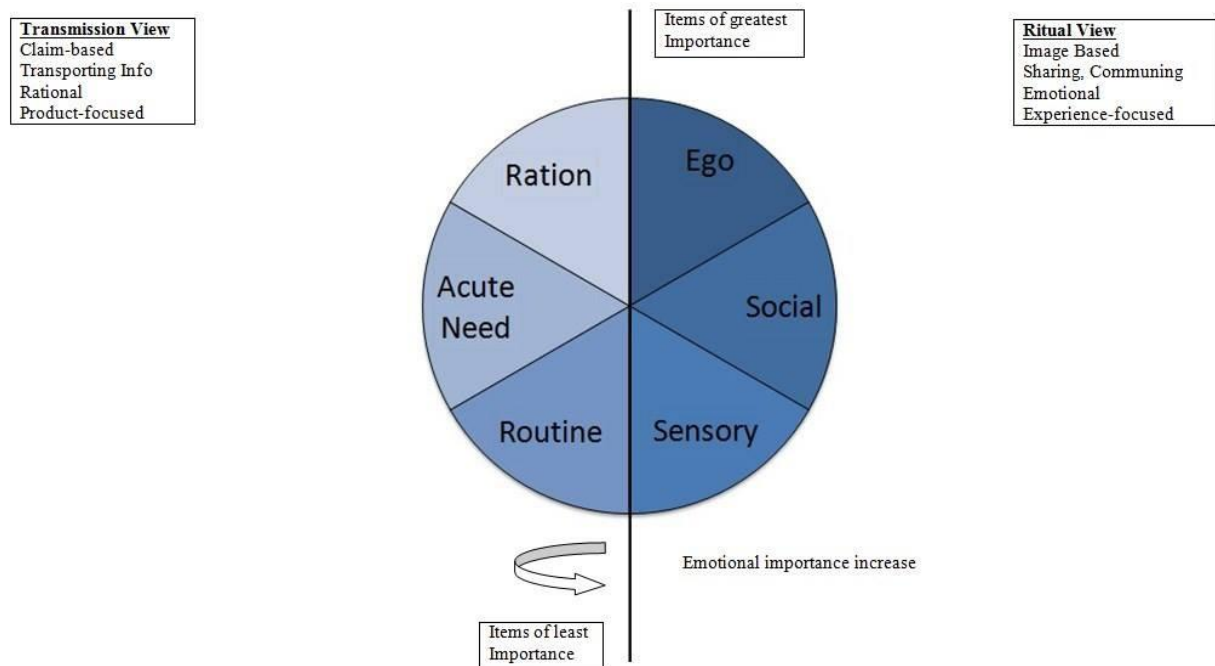 Transmission View
Claim-based
Transporting Info
Rational
Product-focused
Items of greatest
Importance
Ritual View
Image Based
Sharing, Communing
Emotional
Experience-focused
Ration
Ego
Acute
Need
Social
Routine
Sensory
Emotional importance increase
Items of least
Importance